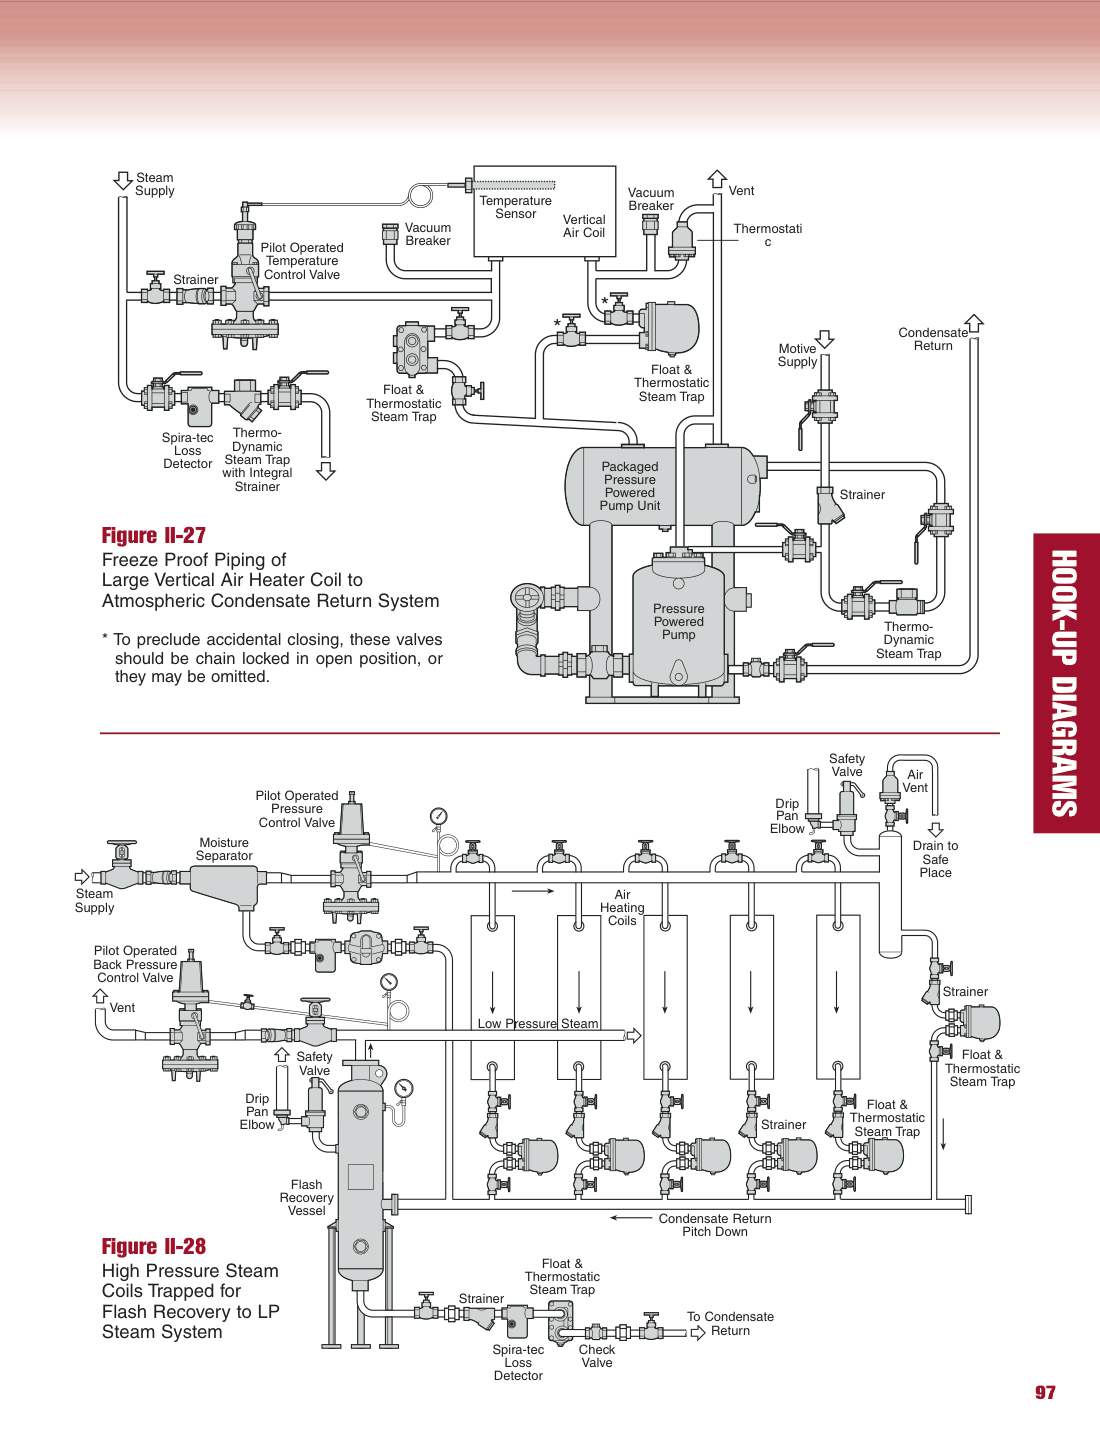 Steam
Supply
Temperature
Sensor
Vertical
Air Coil
Vacuum
Breaker
Vent
Vacuum
Breaker
Thermostati
c
Pilot Operated
Temperature
Control Valve
Strainer
*
*
Float &
Thermostatic
Steam Trap
Float &
Thermostatic
Steam Trap
Motive
Supply
Condensate
Return
Spira-tec
Loss
Detector
Thermo-
Dynamic
Steam Trap
with Integral
Strainer
Packaged
Pressure
Powered
Pump Unit
Strainer
Pressure
Powered
Pump
Thermo-
Dynamic
Steam Trap
Figure II-27
Freeze Proof Piping of
Large Vertical Air Heater Coil to
Atmospheric Condensate Return System
* To preclude accidental closing, these valves
should be chain locked in open position, or
they may be omitted.
HOOK-UP DIAGRAMS
Safety
Valve
Air
Vent
Drip
Pan
Elbow
Drain to
Safe
Place
Pilot Operated
Pressure
Control Valve
Moisture
Separator
Steam
Supply
Air
Heating
Coils
Pilot Operated
Back Pressure
Control Valve
Vent
Low Pressure Steam
Strainer
Float &
Thermostatic
Steam Trap
Safety
Valve
Drip
Pan
Elbow
Strainer
Float &
Thermostatic
Steam Trap
Flash
Recovery
Vessel
Condensate Return
Pitch Down
Figure II-28
High Pressure Steam
Coils Trapped for
Flash Recovery to LP
Steam System
Float &
Thermostatic
Steam Trap
Strainer
Spira-tec
Loss
Detector
Check
Valve
To Condensate
Return
97